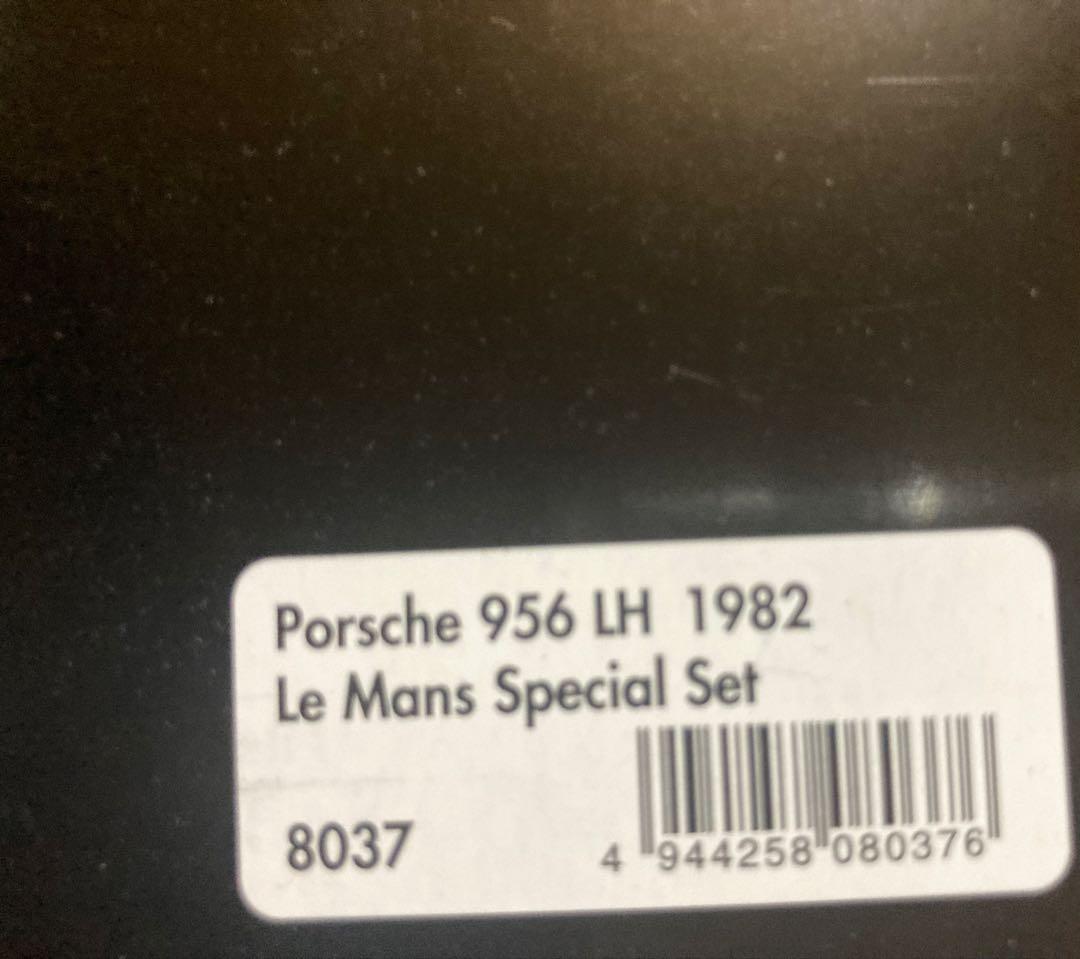 Porsche 956 LH 1982
Le Mans Special Set
8037
4 944258 080376